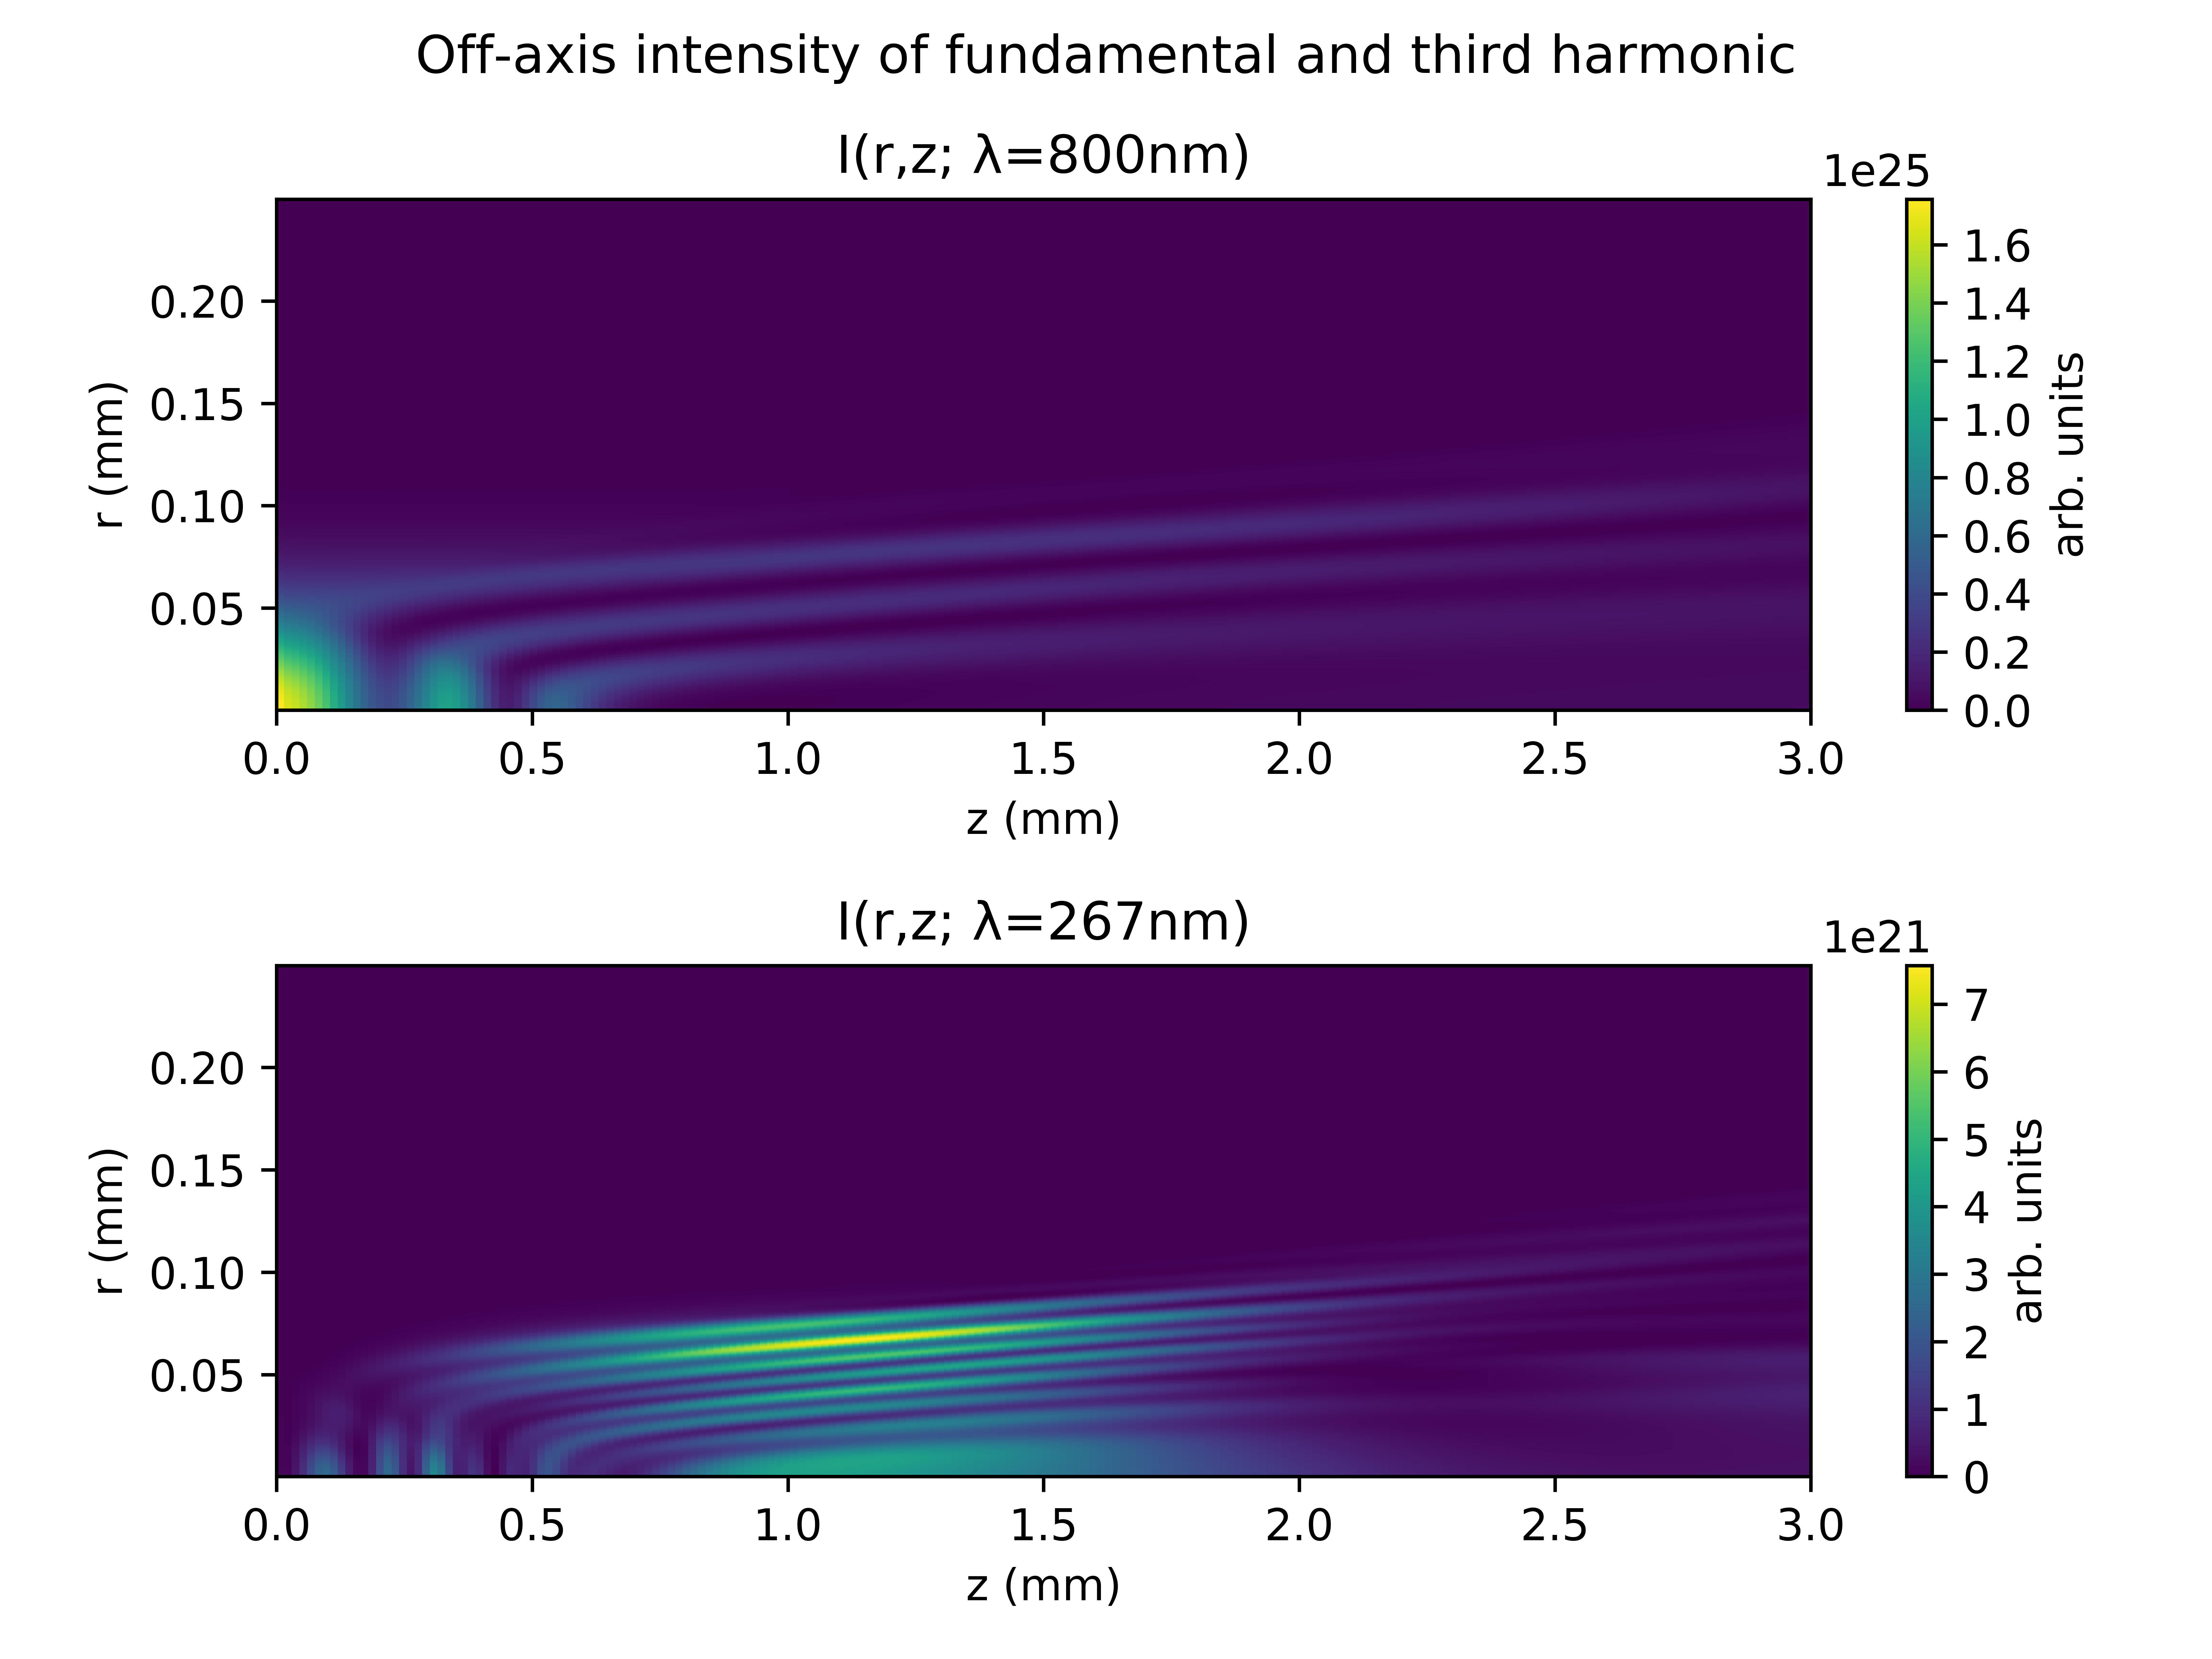 Off-axis intensity of fundamental and third harmonic
I(r,z; λ=800nm)
1e25
r (mm)
0.20
0.15
0.10
0.05
0.0 0.5 1.0 1.5 2.0 2.5 3.0
z (mm)
1.6
1.4
1.2
1.0
0.8
0.6
0.4
0.2
0.0
arb. units
I(r,z; λ=267nm)
1e21
r (mm)
0.20
0.15
0.10
0.05
0.0 0.5 1.0 1.5 2.0 2.5 3.0
z (mm)
7
6
5
4
3
2
1
0
arb. units